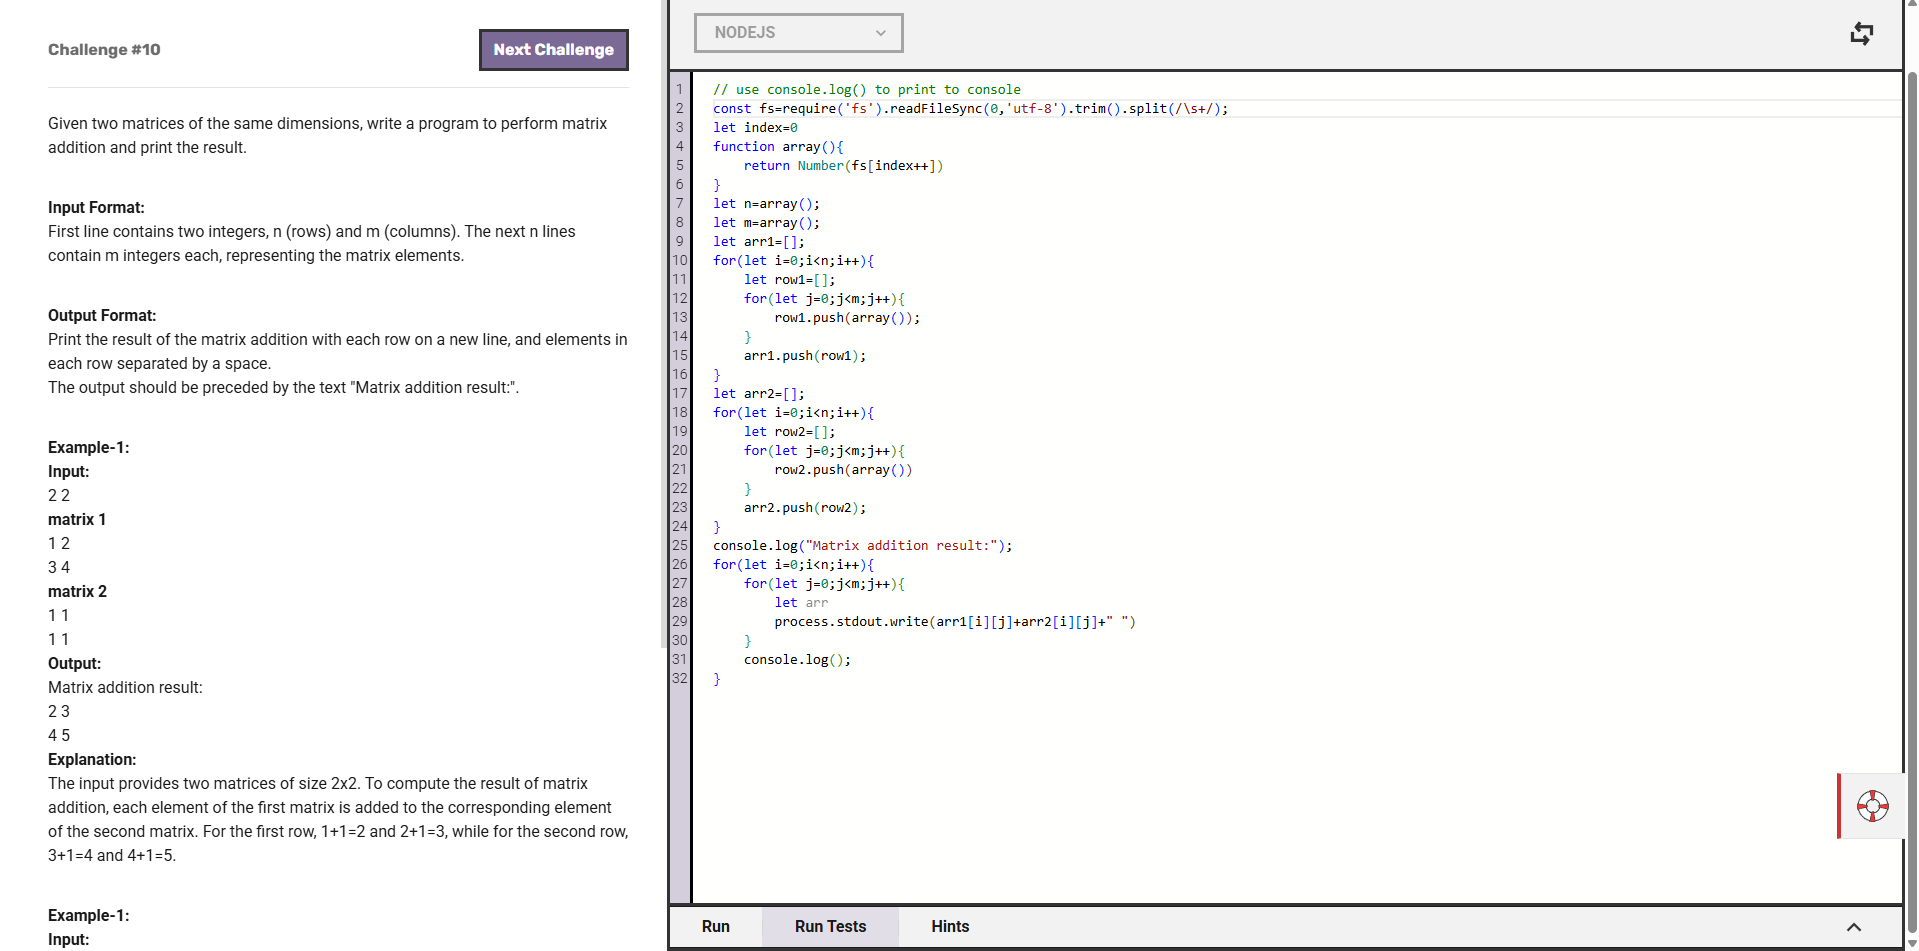 Challenge #10
Next Challenge
Given two matrices of the same dimensions, write a program to perform matrix
addition and print the result.
Input Format:
First line contains two integers, n (rows) and m (columns). The next n lines
contain m integers each, representing the matrix elements.
Output Format:
Print the result of the matrix addition with each row on a new line, and elements in
each row separated by a space.
The output should be preceded by the text "Matrix addition result:".
Example-1:
Input:
2 2
matrix 1
1 2
3 4
matrix 2
1 1
1 1
Output:
Matrix addition result:
2 3
4 5
Explanation:
The input provides two matrices of size 2x2. To compute the result of matrix
addition, each element of the first matrix is added to the corresponding element
of the second matrix. For the first row, 1+1=2 and 2+1=3, while for the second row,
3+1=4 and 4+1=5.
Example-1:
Input:
NODEJS
1 // use console.log() to print to console
2 const fs=require('fs').readFileSync(0,'utf-8').trim().split(/\s+/);
3 let index=0
4 function array(){
5     return Number(fs[index++])
6 }
7 let n=array();
8 let m=array();
9 let arr1=[];
10 for(let i=0;i<n;i++){
11     let row1=[];
12     for(let j=0;j<m;j++){
13         row1.push(array());
14     }
15     arr1.push(row1);
16 }
17 let arr2=[];
18 for(let i=0;i<n;i++){
19     let row2=[];
20     for(let j=0;j<m;j++){
21         row2.push(array())
22     }
23     arr2.push(row2);
24 }
25 console.log("Matrix addition result:");
26 for(let i=0;i<n;i++){
27     for(let j=0;j<m;j++){
28         let arr
29         process.stdout.write(arr1[i][j]+arr2[i][j]+" ")
30     }
31     console.log();
32 }
Run
Run Tests
Hints